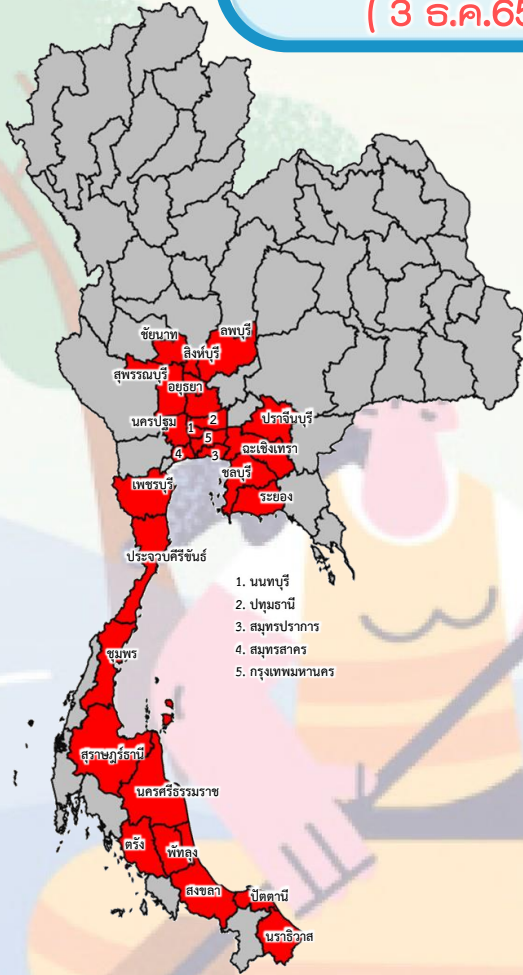 ( 3 ธ.ค.65
ชัยนาท
ลพบุรี
สิงห์บุรี
สุพรรณบุรี
อยุธยา
นครปฐม
1
2
5
4
3
ปราจีนบุรี
ฉะเชิงเทรา
ชลบุรี
ระยอง
เพชรบุรี
ประจวบคีรีขันธ์
1. นนทบุรี
2. ปทุมธานี
3. สมุทรปราการ
4. สมุทรสาคร
5. กรุงเทพมหานคร
ชุมพร
สุราษฎร์ธานี
นครศรีธรรมราช
ตรัง
พัทลุง
สงขลา
ปัตตานี
นราธิวาส